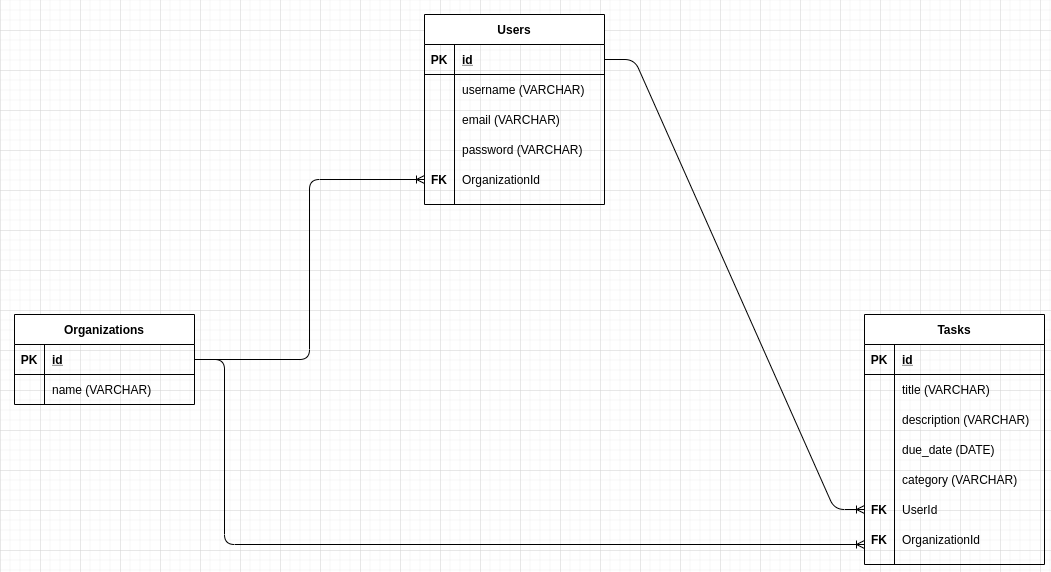 Users
PK id
username (VARCHAR)
email (VARCHAR)
password (VARCHAR)
FK OrganizationId
Organizations
PK id
name (VARCHAR)
Tasks
PK id
title (VARCHAR)
description (VARCHAR)
due_date (DATE)
category (VARCHAR)
FK UserId
FK OrganizationId